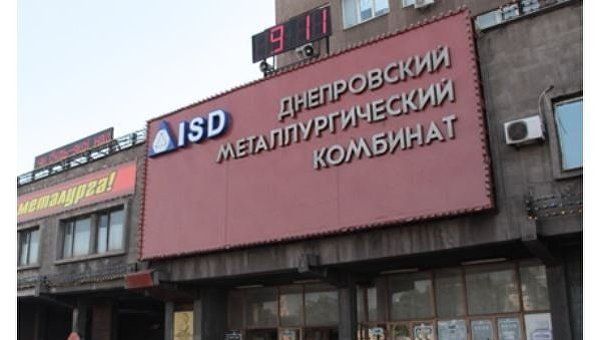 9 11
ISD
ДНЕПРОВСКИЙ
МЕТАЛЛУРГИЧЕСКИЙ
КОМБИНАТ
металурга!